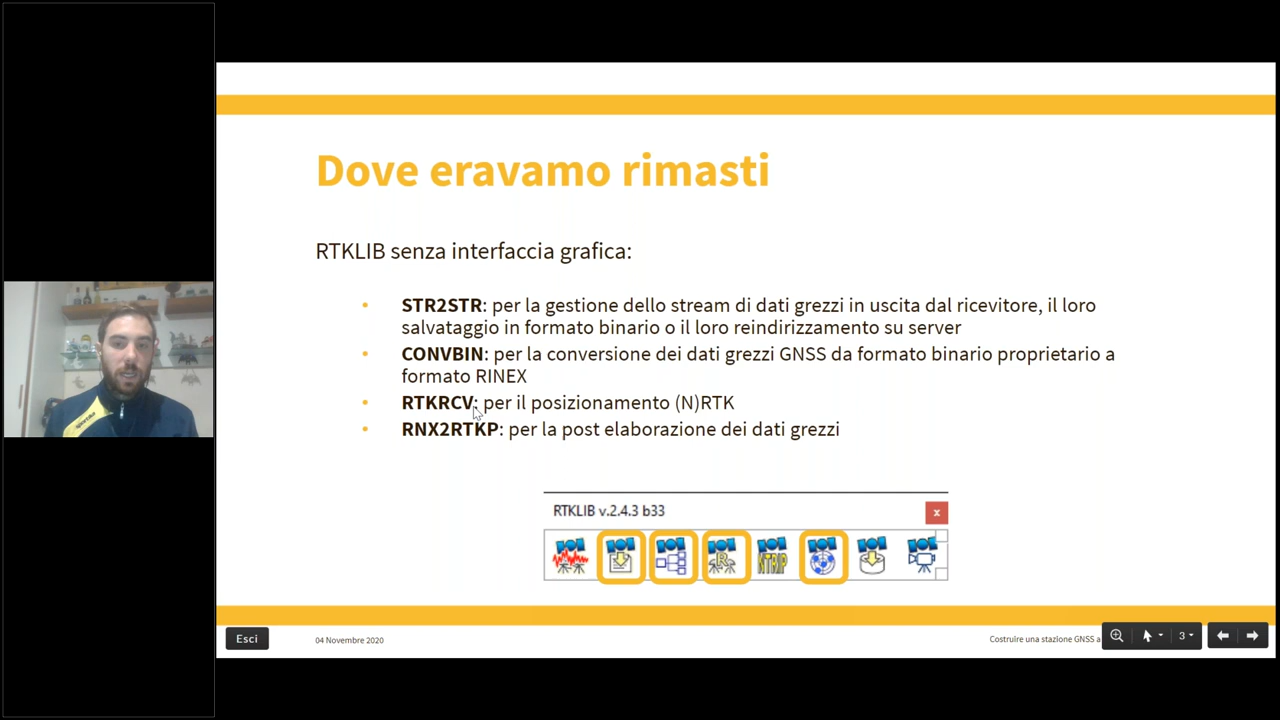 Dove eravamo rimasti
RTKLIB senza interfaccia grafica:
• STR2STR: per la gestione dello stream di dati grezzi in uscita dal ricevitore, il loro
salvataggio in formato binario o il loro reindirizzamento su server
• CONVBIN: per la conversione dei dati grezzi GNSS da formato binario proprietario a
formato RINEX
• RTKRCV: per il posizionamento (N)RTK
• RNX2RTKP: per la post elaborazione dei dati grezzi
RTKLIB v.2.4.3 b33
x
R
NTRIP
Esci
04 Novembre 2020
Costruire una stazione GNSS a
3